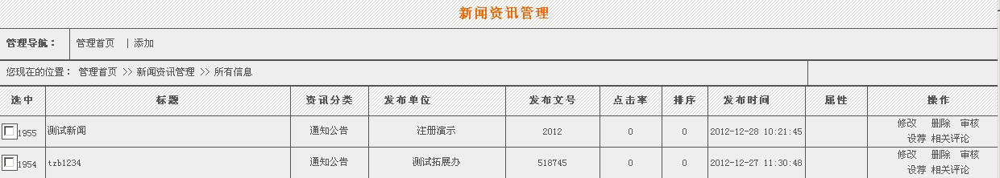 新闻资讯管理
管理导航： 管理首页 | 添加
您现在的位置： 管理首页 >> 新闻资讯管理 >> 所有信息
选中 标题 资讯分类 发布单位 发布文号 点击率 排序 发布时间 属性 操作
1955 测试新闻 通知公告 注册演示 2012 0 0 2012-12-28 10:21:45 修改 删除 审核
设荐 相关评论
1954 tzb1234 通知公告 测试拓展办 518745 0 0 2012-12-27 11:30:48 修改 删除 审核
设荐 相关评论